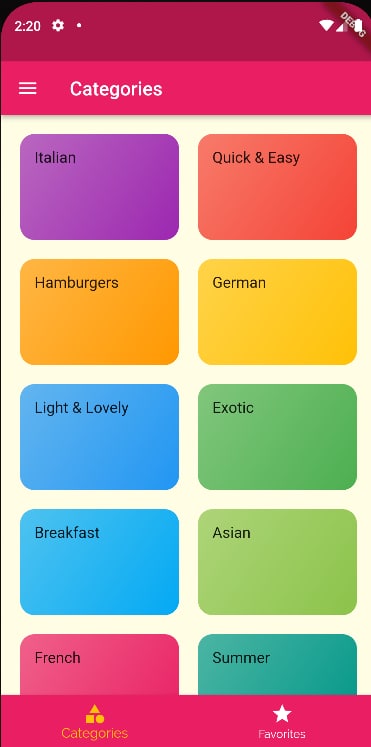 2:20
DEBUG
Categories
Italian
Quick & Easy
Hamburgers
German
Light & Lovely
Exotic
Breakfast
Asian
French
Summer
Categories
Favorites